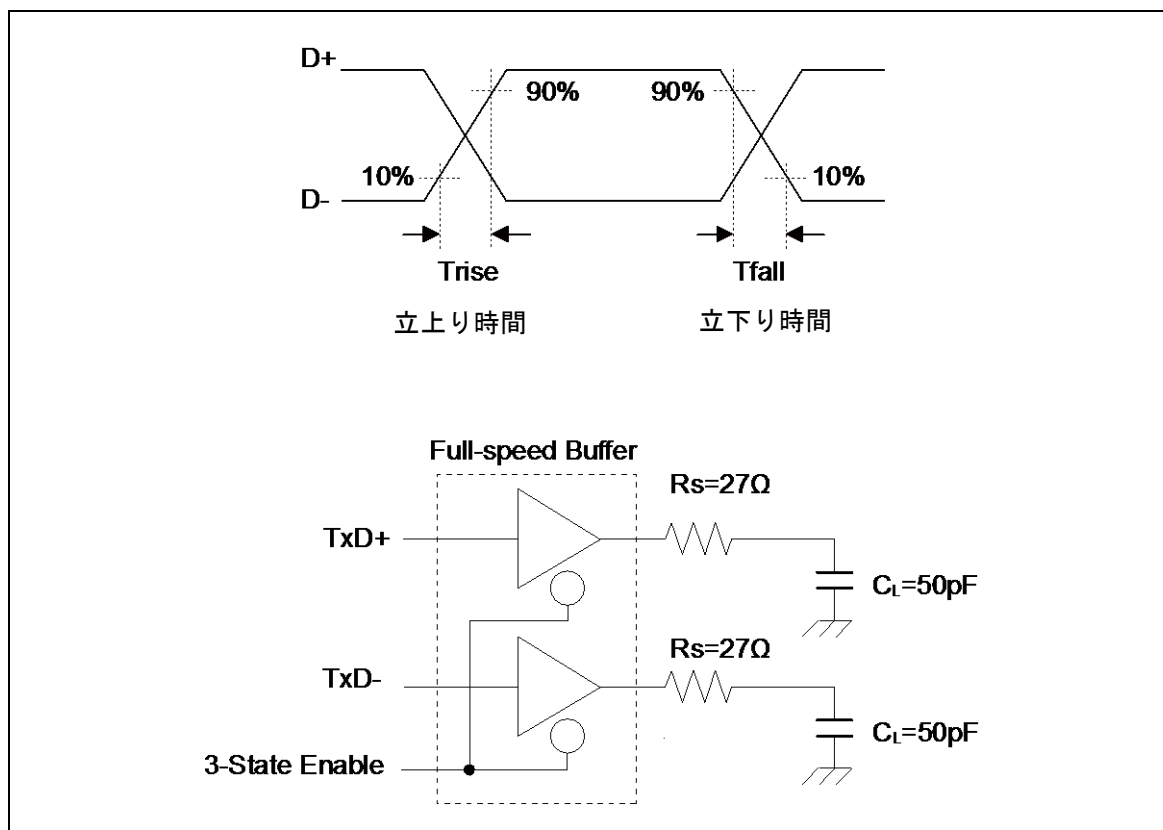 D+
90%
90%
10%
10%
D-
Trise
Tfall
立上り時間
立下り時間
Full-speed Buffer
Rs=27Ω
TxD+
CL=50pF
Rs=27Ω
TxD-
CL=50pF
3-State Enable